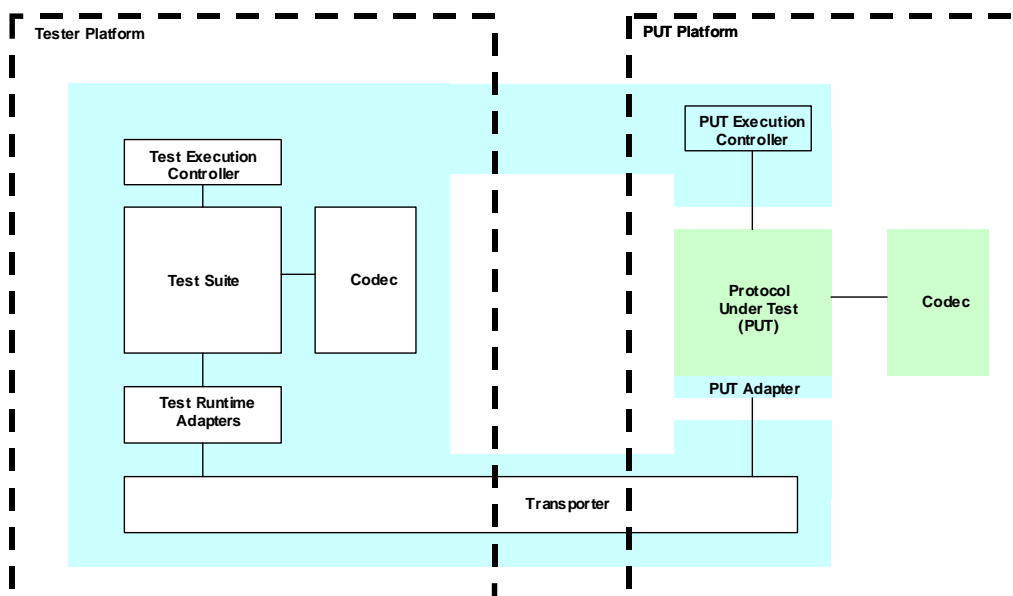 Tester Platform
PUT Platform
PUT Execution
Controller
Test Execution
Controller
Test Suite
Codec
Protocol
Under Test
(PUT)
Codec
PUT Adapter
Test Runtime
Adapters
Transporter